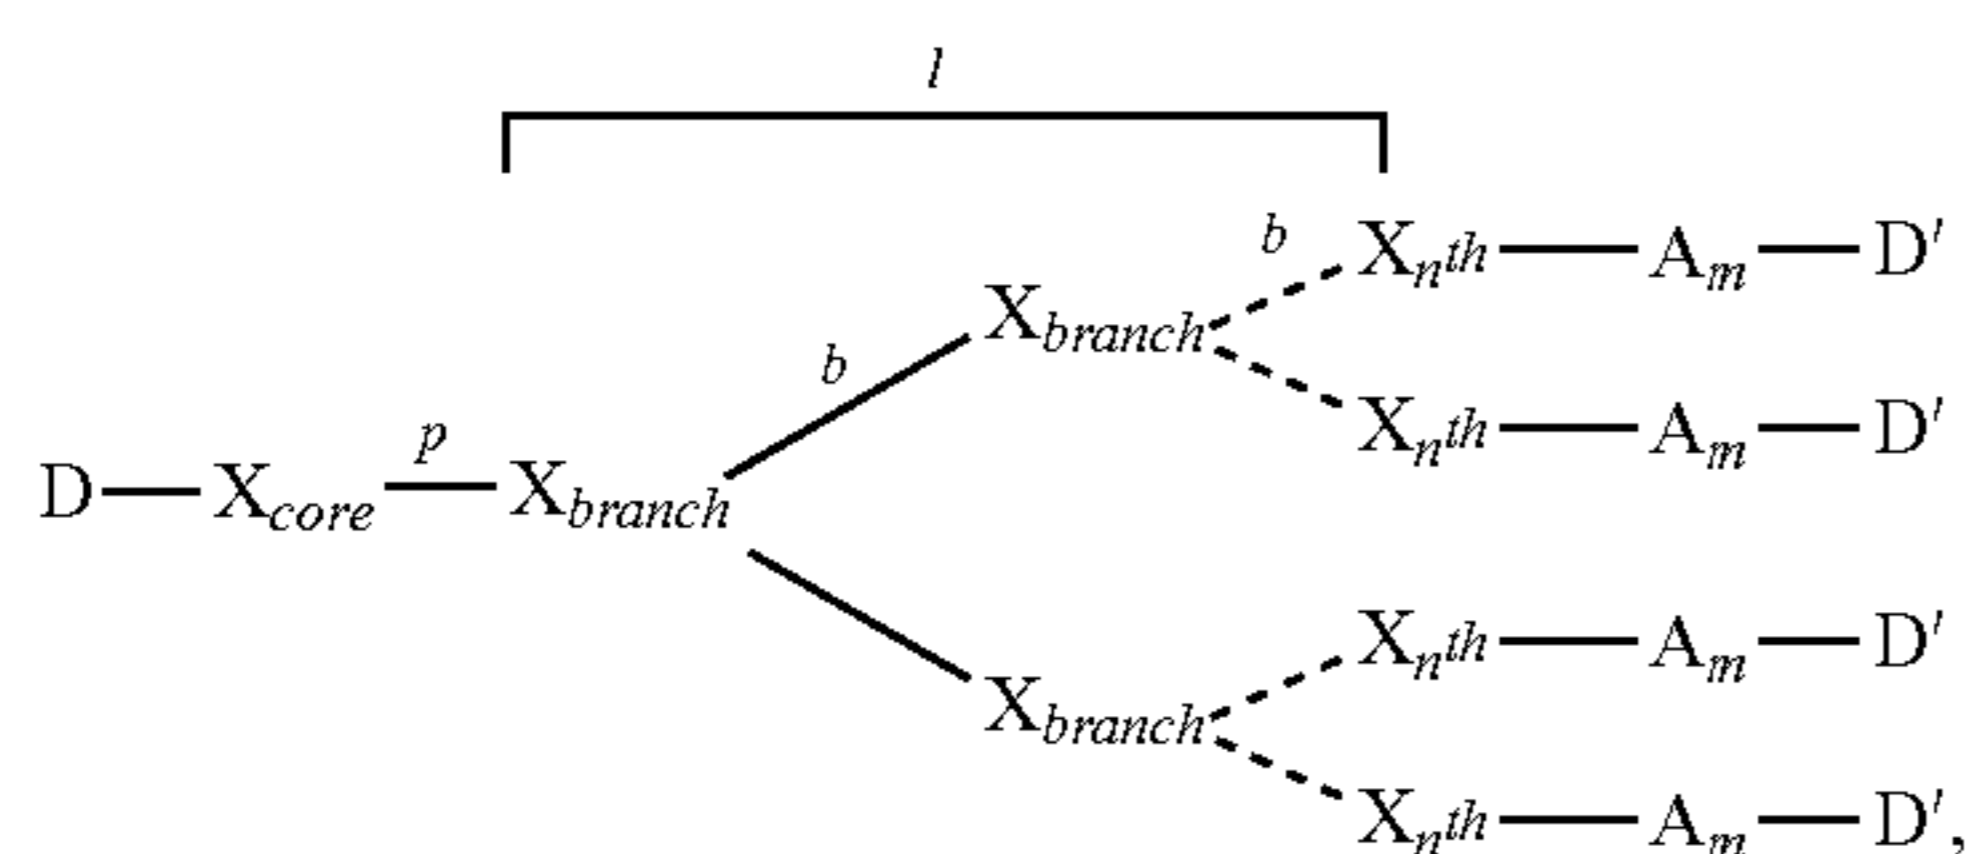 l
b X_{n^{th}} — A_m — D'
X_{branch}
b X_{n^{th}} — A_m — D'
p
D — X_{core} — X_{branch}
X_{n^{th}} — A_m — D'
X_{branch}
X_{n^{th}} — A_m — D',